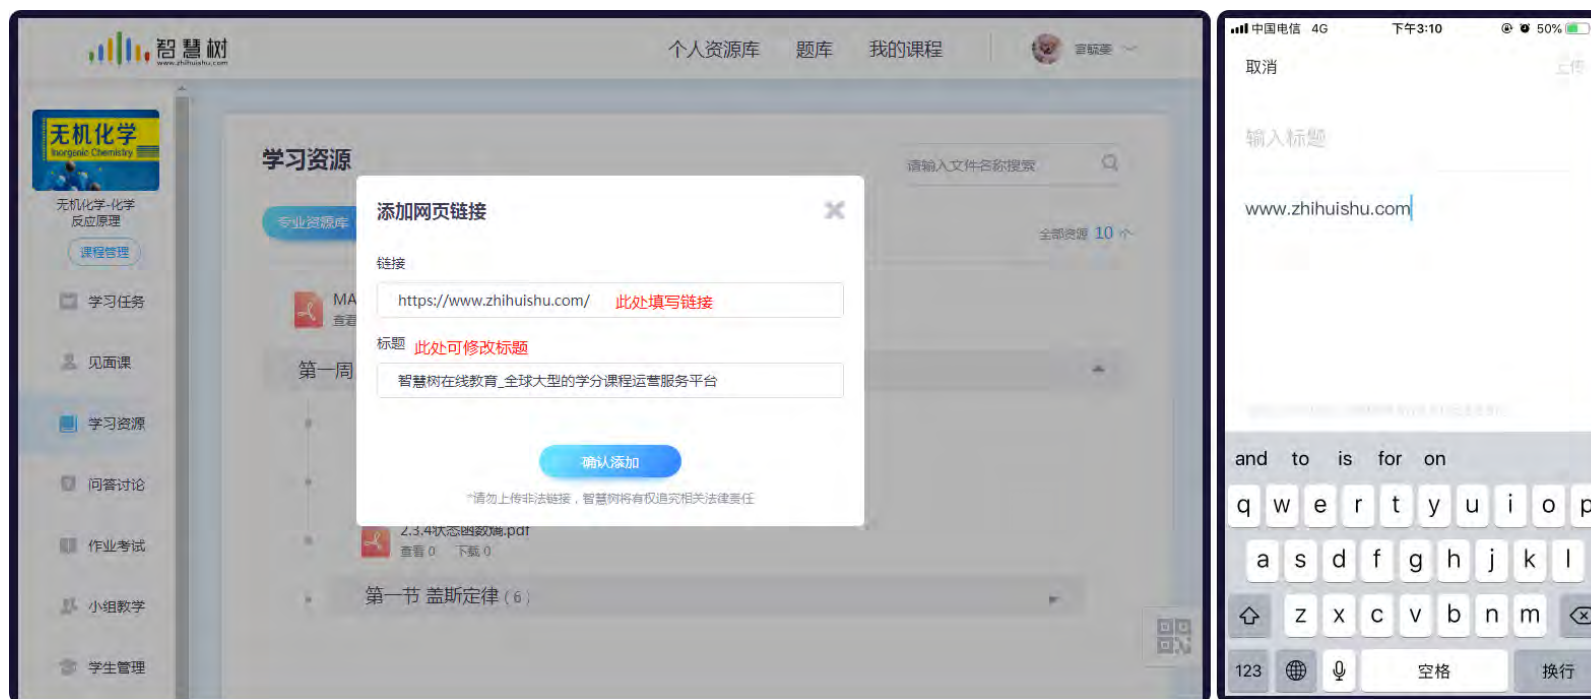 智慧树
www.zhihuishu.com
个人资源库 题库 我的课程
无机化学
Inorganic Chemistry
无机化学-化学
反应原理
课程管理
学习任务
见面课
学习资源
问答讨论
作业考试
小组教学
学生管理
学习资源
请输入文件名称搜索
专业资源库
全部资源 10 个
MA
查看
第一周
添加网页链接
链接
https://www.zhihuishu.com/ 此处填写链接
标题 此处可修改标题
智慧树在线教育_全球大型的学分课程运营服务平台
确认添加
*请勿上传非法链接，智慧树将有权追究相关法律责任
2.3.4状态函数熵.pdf
查看 0 下载 0
第一节 盖斯定律 ( 6 )
中国电信 4G 下午3:10 50%
取消 上传
输入标题
www.zhihuishu.com
and to is for on
q w e r t y u i o p
a s d f g h j k l
z x c v b n m
123 空格 换行